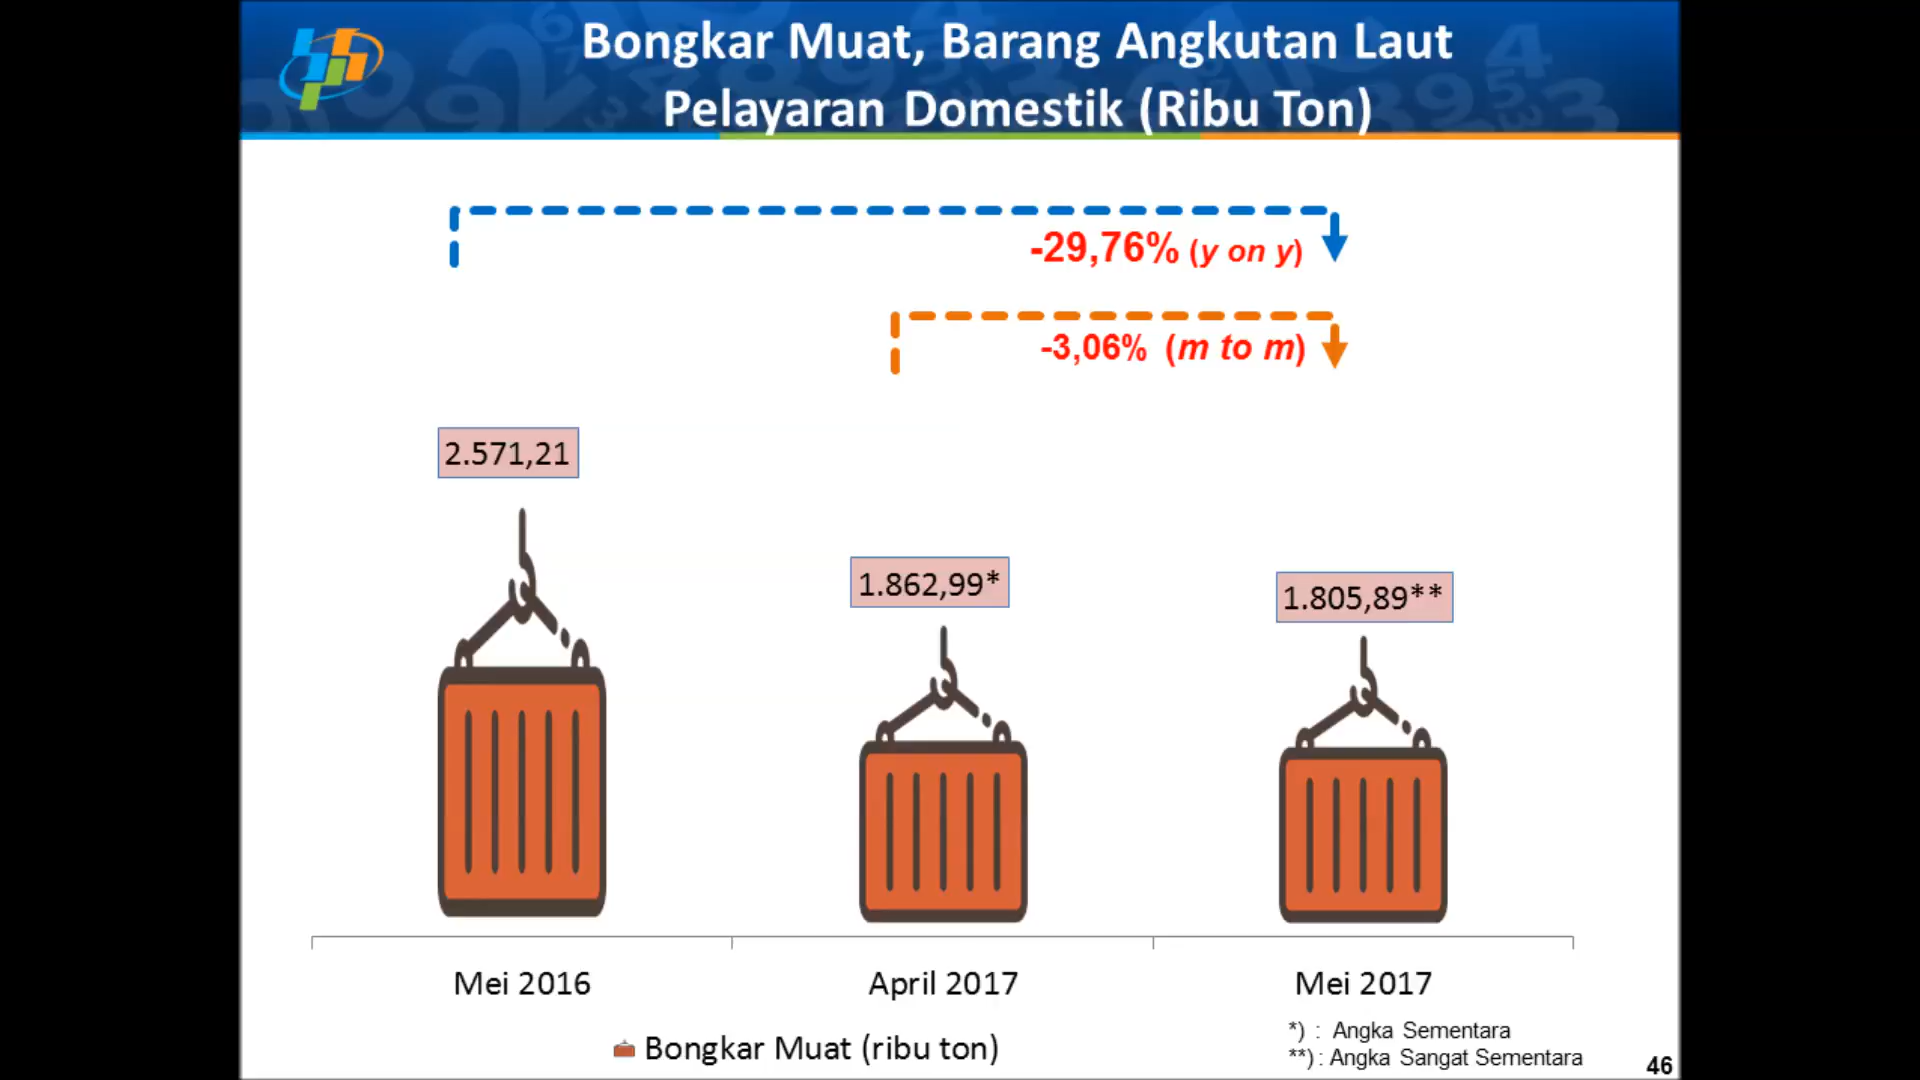 Bongkar Muat, Barang Angkutan Laut
Pelayaran Domestik (Ribu Ton)
-29,76% (y on y)
-3,06% (m to m)
2.571,21
1.862,99*
1.805,89**
Mei 2016
April 2017
Mei 2017
Bongkar Muat (ribu ton)
*) : Angka Sementara
**) : Angka Sangat Sementara
46